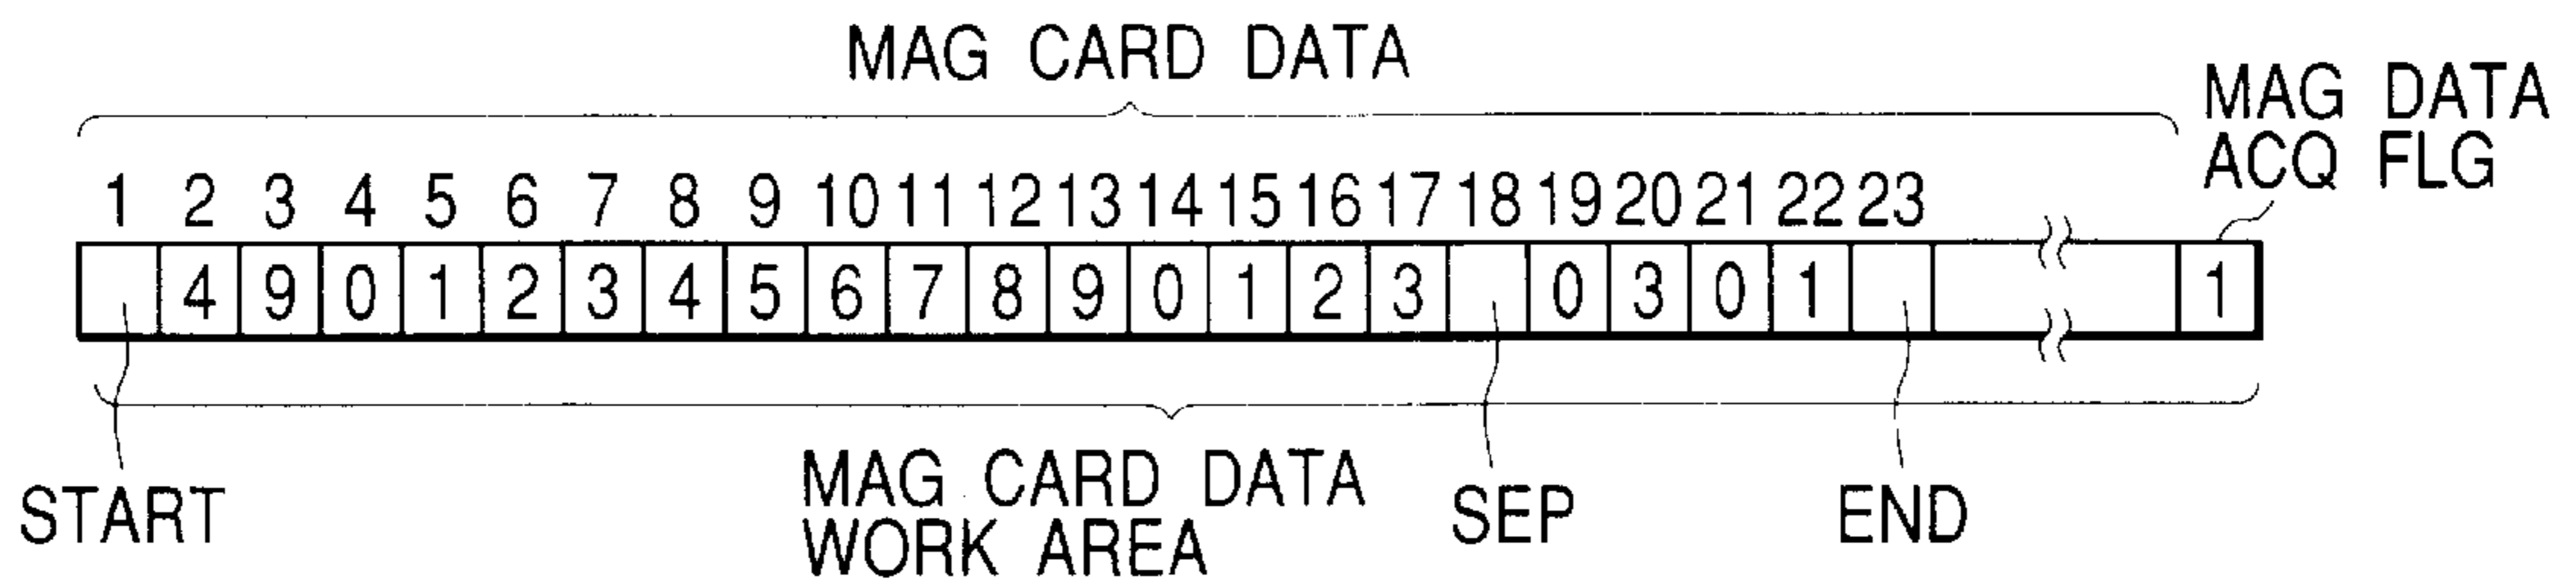 MAG CARD DATA
MAG DATA
ACQ FLG
1 2 3 4 5 6 7 8 9 10 11 12 13 14 15 16 17 18 19 20 21 22 23
4 9 0 1 2 3 4 5 6 7 8 9 0 1 2 3 0 3 0 1 1
START
MAG CARD DATA
WORK AREA
SEP
END